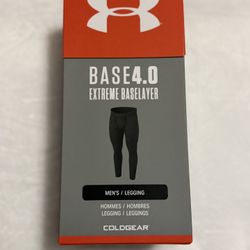 BASE4.0
EXTREME BASELAYER
MEN'S / LEGGING
HOMMES / HOMBRES
LEGGING / LEGGINGS
COLDGEAR